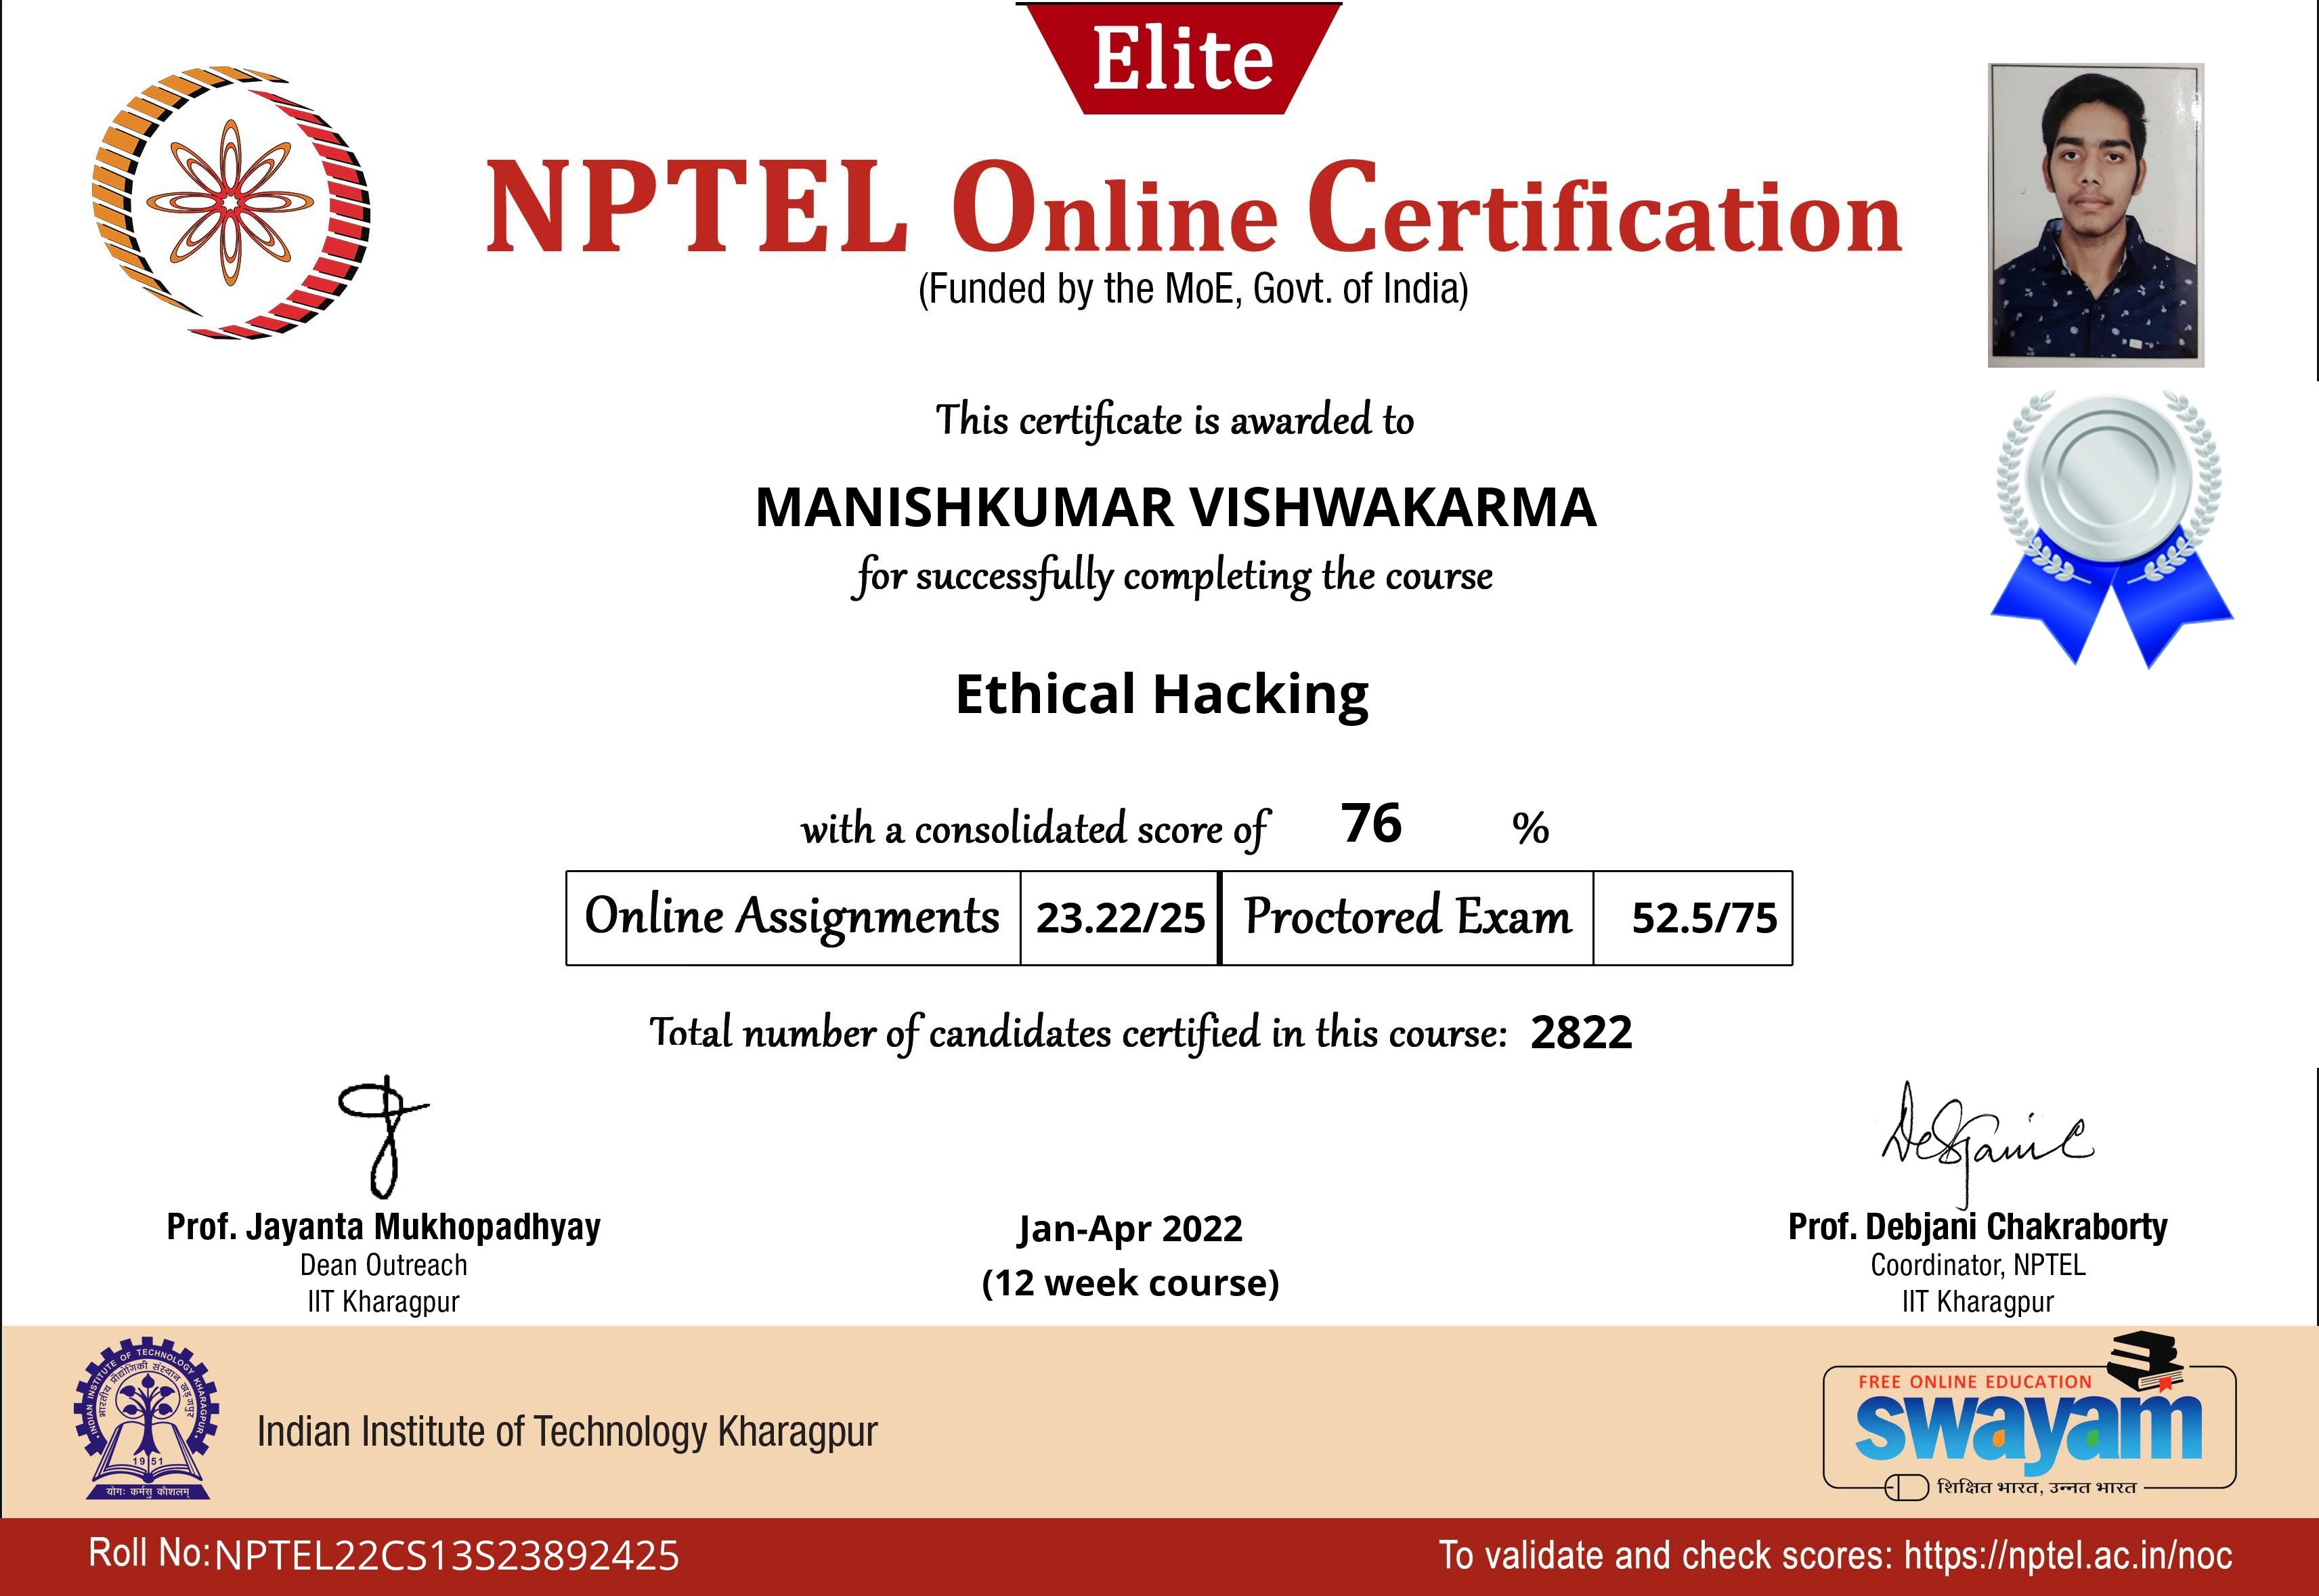 Elite
NPTEL Online Certification
(Funded by the MoE, Govt. of India)
This certificate is awarded to
MANISHKUMAR VISHWAKARMA
for successfully completing the course
Ethical Hacking
with a consolidated score of 76 %
Online Assignments 23.22/25 Proctored Exam 52.5/75
Total number of candidates certified in this course: 2822
Debjani C
Prof. Jayanta Mukhopadhyay
Dean Outreach
IIT Kharagpur
Jan-Apr 2022
(12 week course)
Prof. Debjani Chakraborty
Coordinator, NPTEL
IIT Kharagpur
INDIAN INSTITUTE OF TECHNOLOGY KHARAGPUR
भारतीय प्रौद्योगिकी संस्थान खड़गपुर
1951
योगः कर्मसु कौशलम्
Indian Institute of Technology Kharagpur
FREE ONLINE EDUCATION
swayam
शिक्षित भारत, उन्नत भारत
Roll No:NPTEL22CS13S23892425
To validate and check scores: https://nptel.ac.in/noc